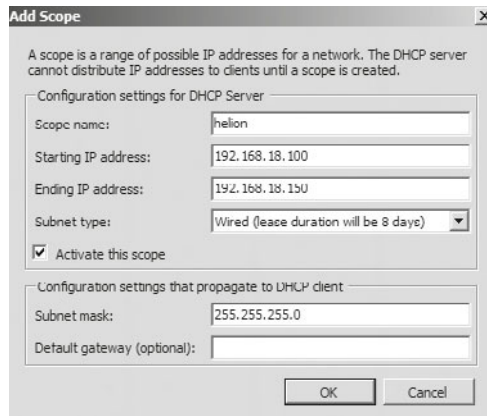 Add Scope
A scope is a range of possible IP addresses for a network. The DHCP server
cannot distribute IP addresses to clients until a scope is created.
Configuration settings for DHCP Server
Scope name:
helion
Starting IP address:
192.168.18.100
Ending IP address:
192.168.18.150
Subnet type:
Wired (lease duration will be 8 days)
Activate this scope
Configuration settings that propagate to DHCP client
Subnet mask:
255.255.255.0
Default gateway (optional):
OK
Cancel